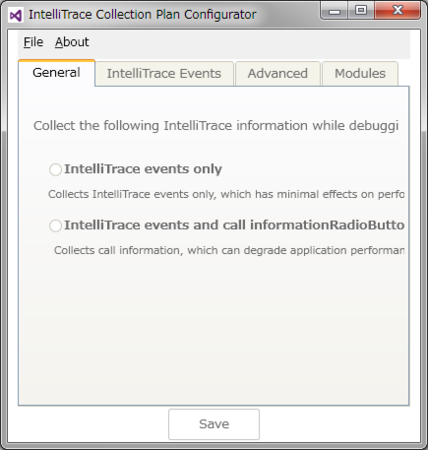 IntelliTrace Collection Plan Configurator
File About
General IntelliTrace Events Advanced Modules
Collect the following IntelliTrace information while debuggi
IntelliTrace events only
Collects IntelliTrace events only, which has minimal effects on perfo
IntelliTrace events and call informationRadioButto
Collects call information, which can degrade application performan
Save